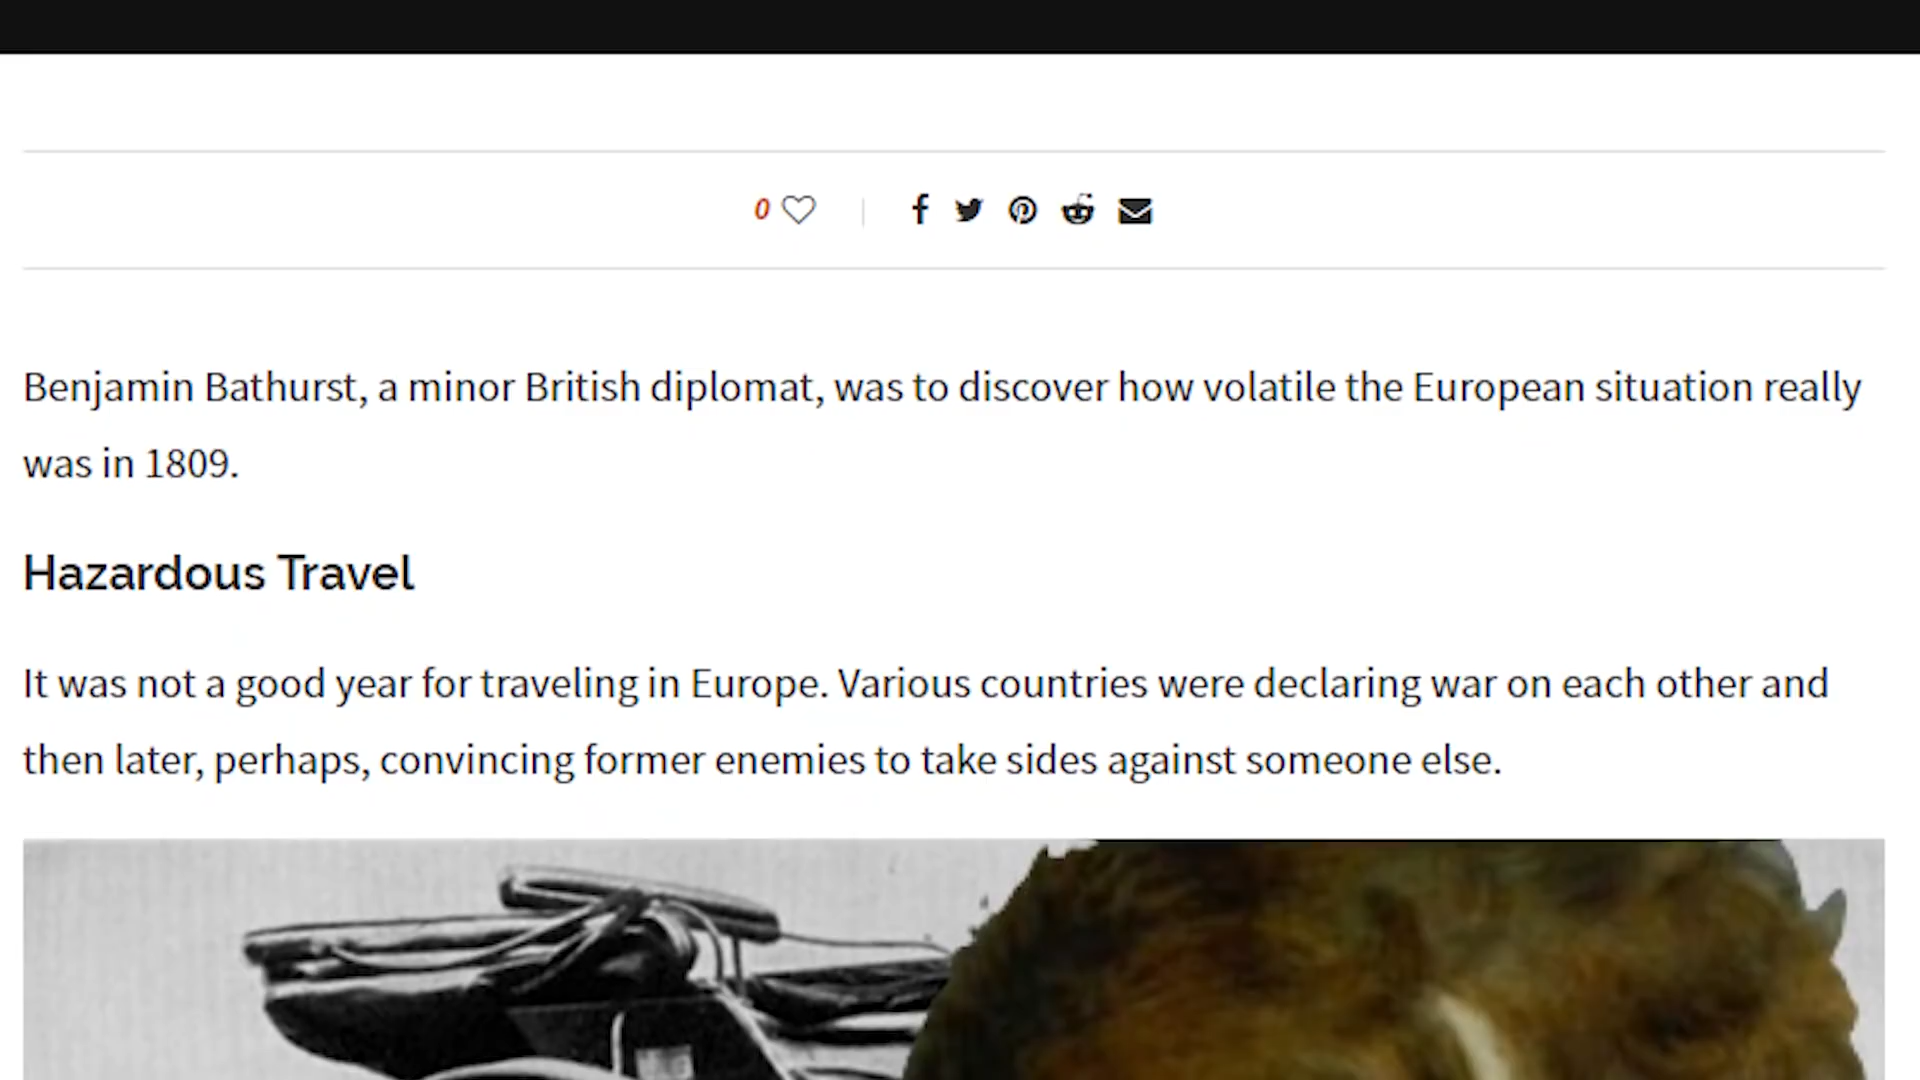 0
Benjamin Bathurst, a minor British diplomat, was to discover how volatile the European situation really
was in 1809.
Hazardous Travel
It was not a good year for traveling in Europe. Various countries were declaring war on each other and
then later, perhaps, convincing former enemies to take sides against someone else.